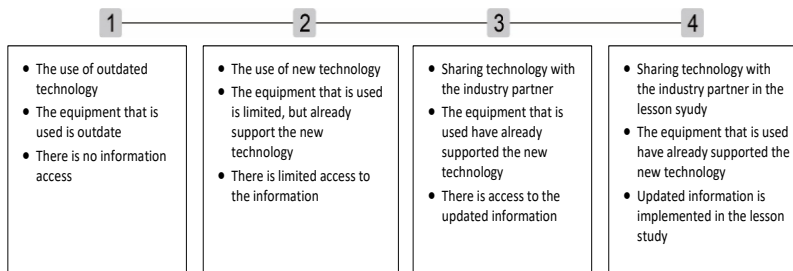 1
2
3
4
• The use of outdated
technology
• The equipment that is
used is outdate
• There is no information
access
• The use of new technology
• The equipment that is used
is limited, but already
support the new
technology
• There is limited access to
the information
• Sharing technology with
the industry partner
• The equipment that is
used have already
supported the new
technology
• There is access to the
updated information
• Sharing technology with
the industry partner in the
lesson syudy
• The equipment that is used
have already supported the
new technology
• Updated information is
implemented in the lesson
study